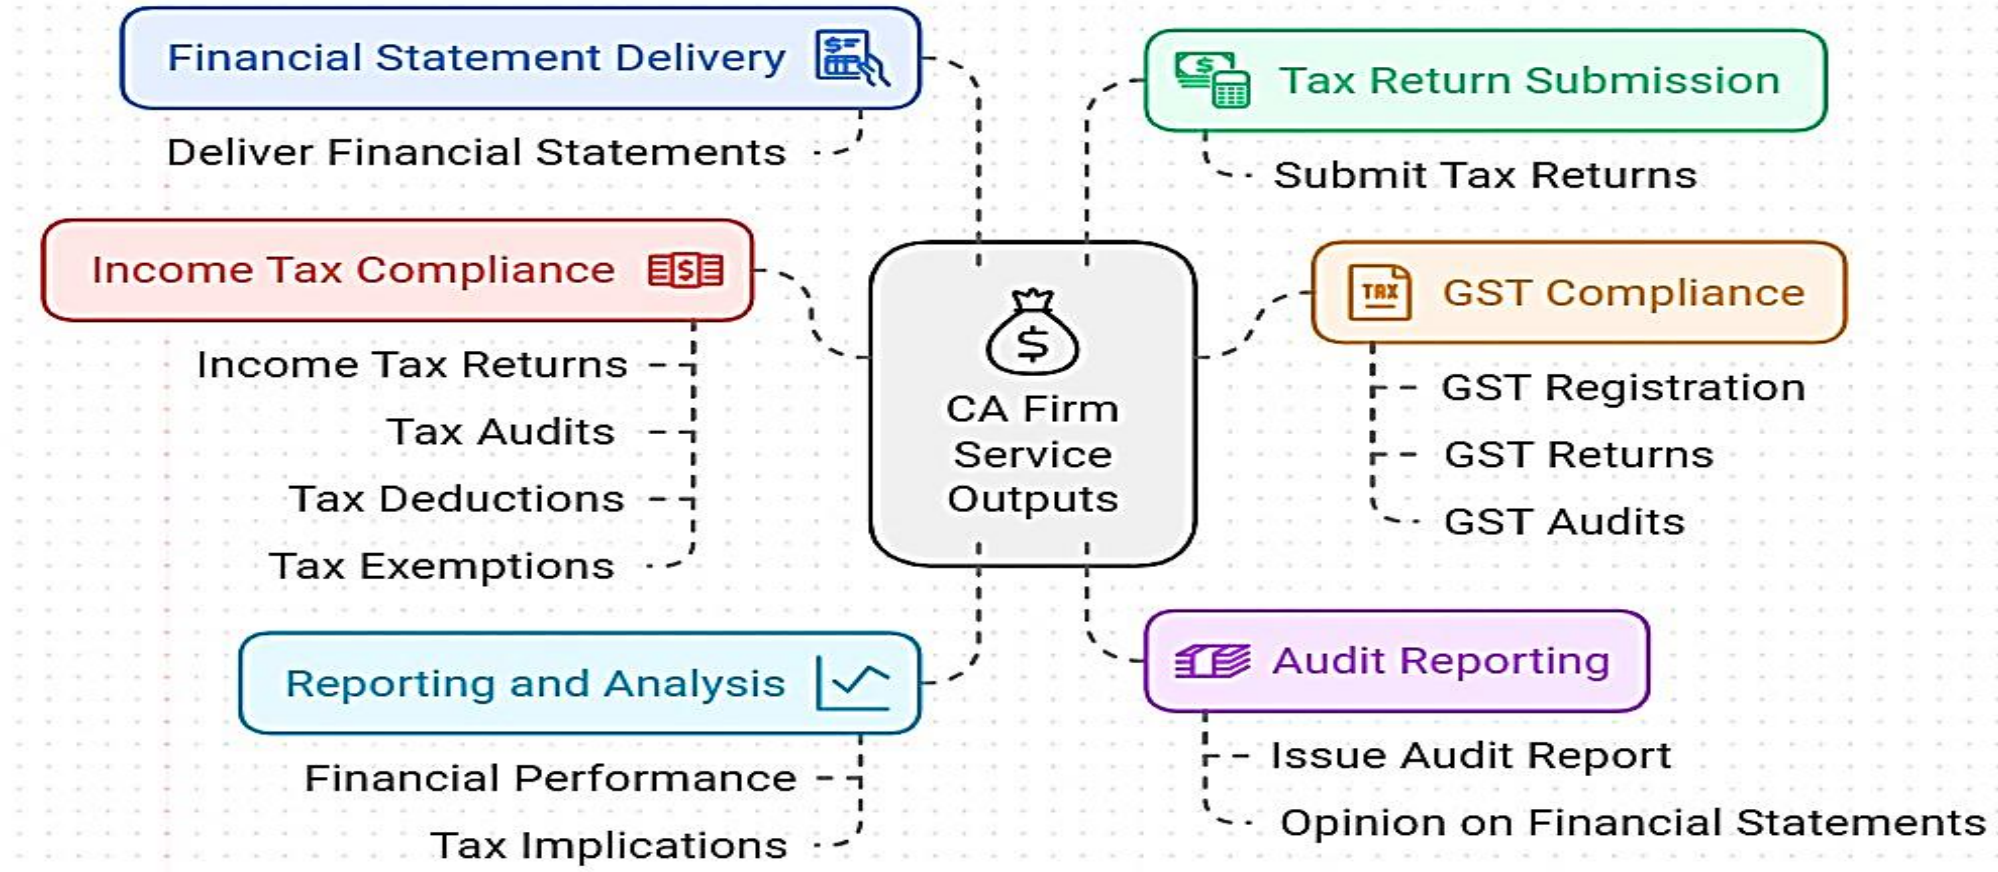 Financial Statement Delivery
Deliver Financial Statements
Tax Return Submission
Submit Tax Returns
Income Tax Compliance
Income Tax Returns
Tax Audits
Tax Deductions
Tax Exemptions
CA Firm
Service
Outputs
TAX
GST Compliance
GST Registration
GST Returns
GST Audits
Reporting and Analysis
Financial Performance
Tax Implications
Audit Reporting
Issue Audit Report
Opinion on Financial Statements